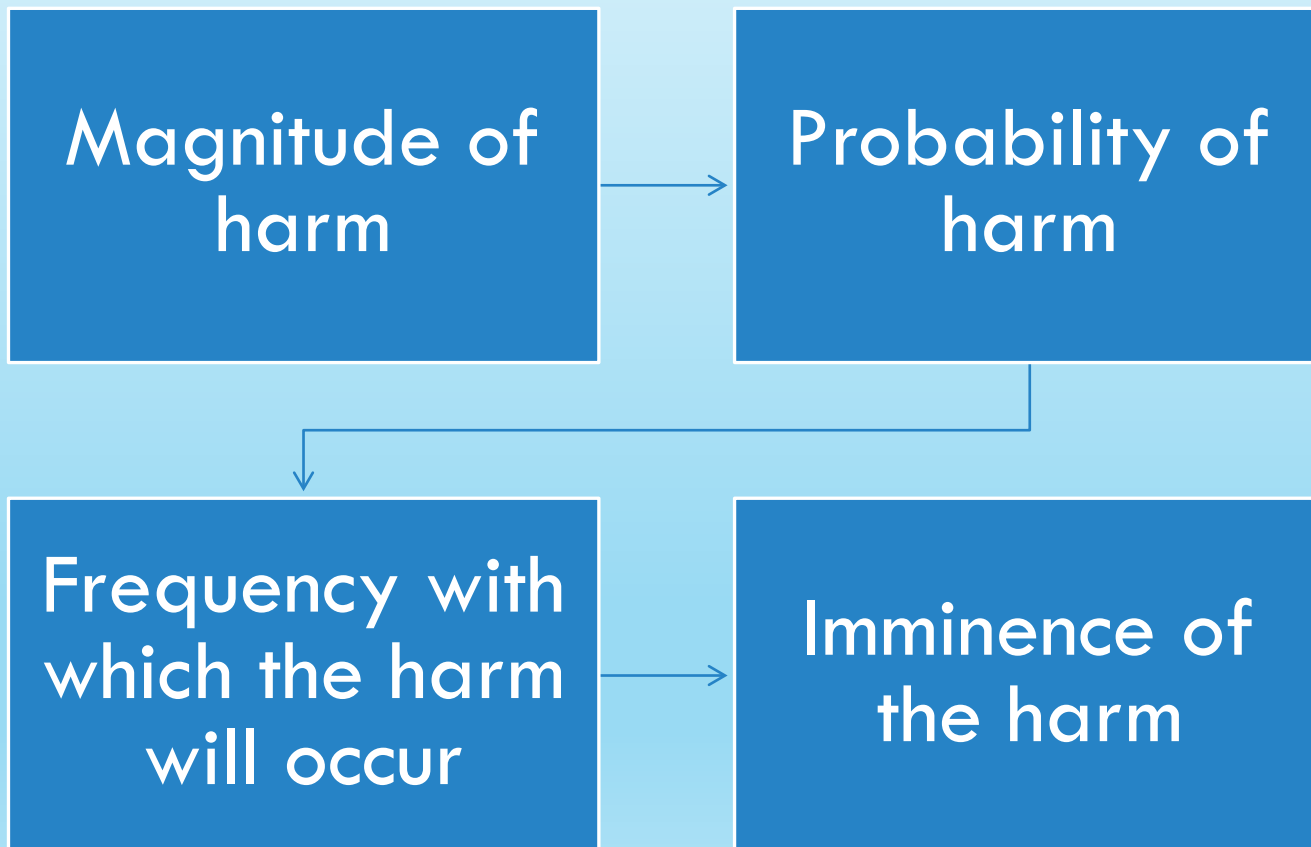 Magnitude of
harm
Probability of
harm
Frequency with
which the harm
will occur
Imminence of
the harm